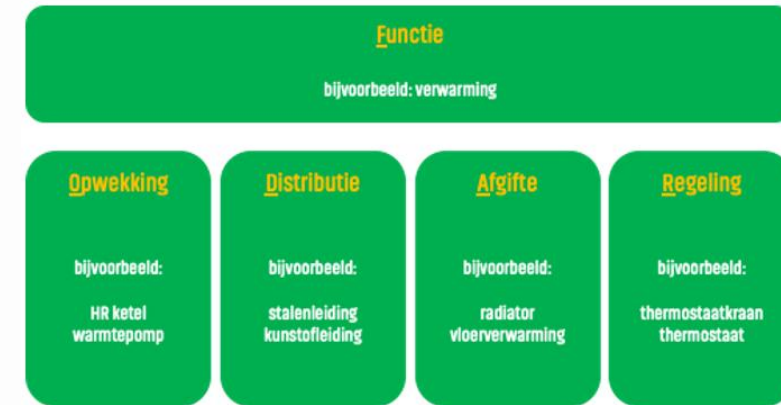 Functie
bijvoorbeeld: verwarming
Opwekking
bijvoorbeeld:
HR ketel
warmtepomp
Distributie
bijvoorbeeld:
stalenleiding
kunstofleiding
Afgifte
bijvoorbeeld:
radiator
vloerverwarming
Regeling
bijvoorbeeld:
thermostaatkraan
thermostaat